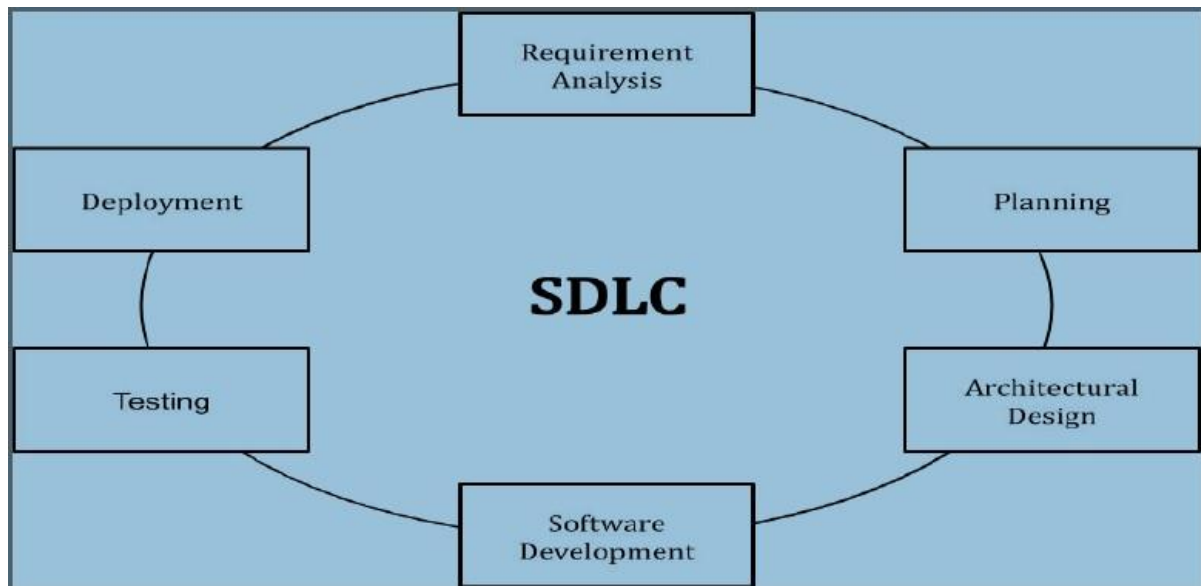 Requirement
Analysis
Deployment
Planning
SDLC
Testing
Architectural
Design
Software
Development